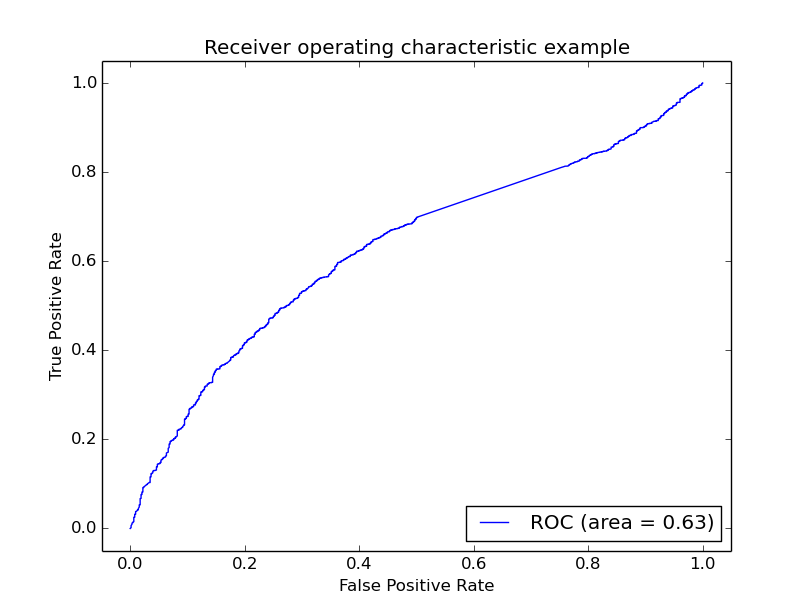 Receiver operating characteristic example
1.0
0.8
0.6
0.4
0.2
0.0
True Positive Rate
ROC (area = 0.63)
0.0 0.2 0.4 0.6 0.8 1.0
False Positive Rate